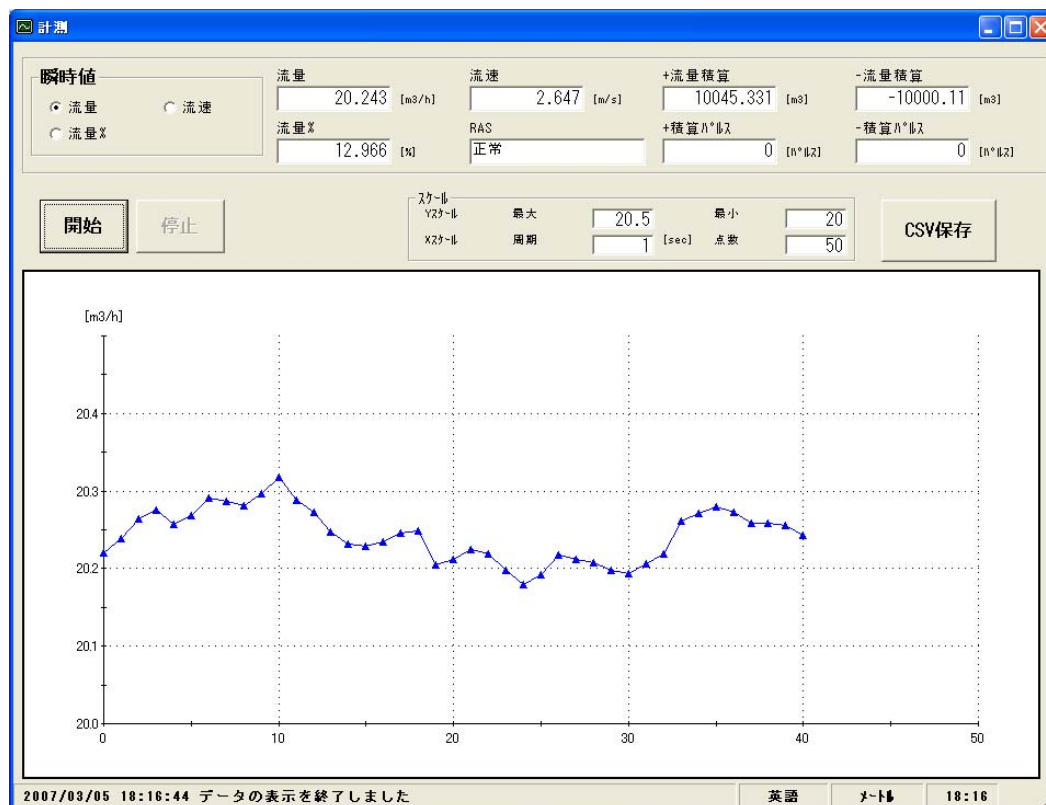 計測
瞬時値
流量 流速
流量%
流量 流速 +流量積算 -流量積算
20.243 [m3/h] 2.647 [m/s] 10045.331 [m3] -10000.11 [m3]
流量% RAS +積算ﾊﾟﾙｽ -積算ﾊﾟﾙｽ
12.966 [%] 正常 0 [ﾊﾟﾙｽ] 0 [ﾊﾟﾙｽ]
開始 停止
ｽｹｰﾙ
Yｽｹｰﾙ 最大 20.5 最小 20
Xｽｹｰﾙ 周期 1 [sec] 点数 50
CSV保存
[m3/h]
20.4
20.3
20.2
20.1
20.0
0 10 20 30 40 50
2007/03/05 18:16:44 データの表示を終了しました 英語 ﾒｰﾄﾙ 18:16